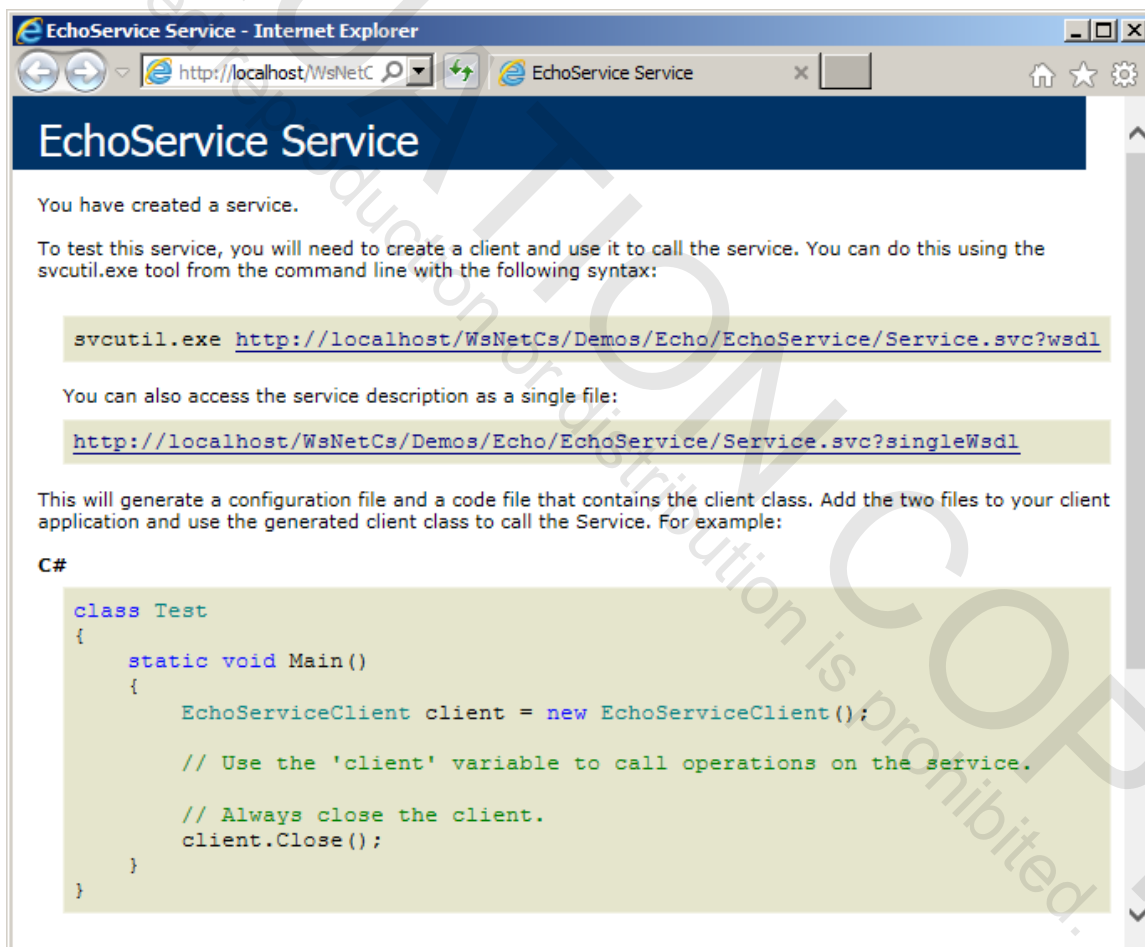 EchoService Service - Internet Explorer
http://localhost/WsNetC
EchoService Service
EchoService Service
You have created a service.
To test this service, you will need to create a client and use it to call the service. You can do this using the
svcutil.exe tool from the command line with the following syntax:
svcutil.exe http://localhost/WsNetCs/Demos/Echo/EchoService/Service.svc?wsdl
You can also access the service description as a single file:
http://localhost/WsNetCs/Demos/Echo/EchoService/Service.svc?singleWsdl
This will generate a configuration file and a code file that contains the client class. Add the two files to your client
application and use the generated client class to call the Service. For example:
C#
class Test
{
    static void Main()
    {
        EchoServiceClient client = new EchoServiceClient();
        // Use the 'client' variable to call operations on the service.
        // Always close the client.
        client.Close();
    }
}
reproduction or distribution is prohibited.